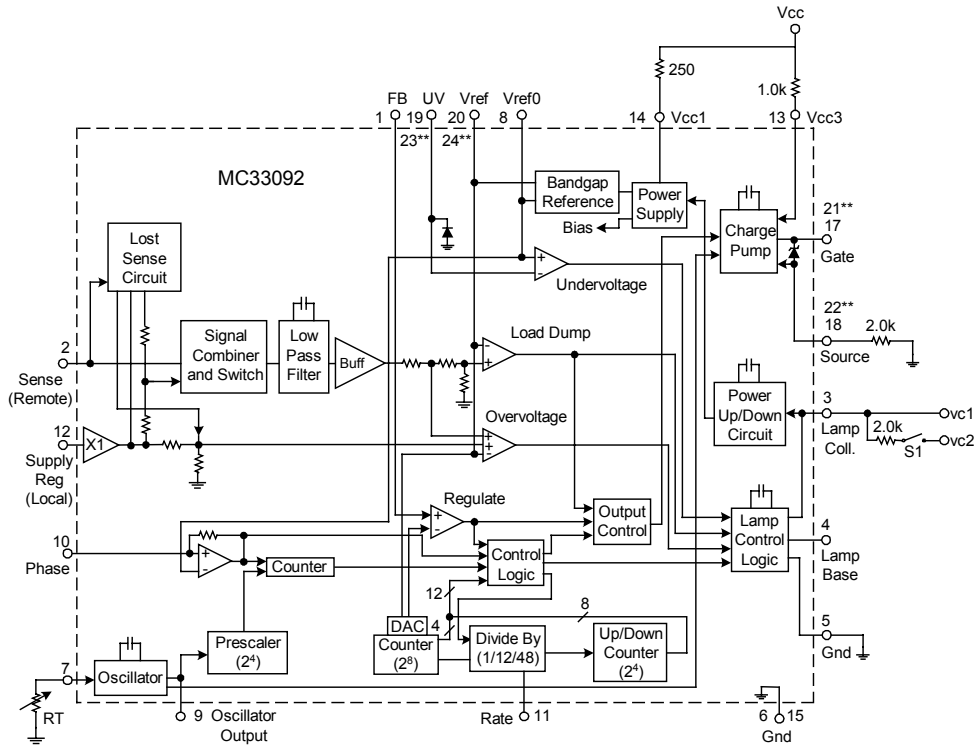 Vcc
250
1.0k
FB
UV
Vref
Vref0
1
19
20
8
14
Vcc1
13
Vcc3
23**
24**
MC33092
Bandgap
Reference
Power
Supply
Bias
Charge
Pump
21**
17
Gate
Lost
Sense
Circuit
+
-
Undervoltage
22**
18
Source
2.0k
2
Sense
(Remote)
Signal
Combiner
and Switch
Low
Pass
Filter
Buff
Load Dump
-
+
Power
Up/Down
Circuit
3
Lamp
Coll.
vc1
2.0k
S1
vc2
12
Supply
Reg
(Local)
X1
Overvoltage
+
+
-
Regulate
+
-
Output
Control
Lamp
Control
Logic
4
Lamp
Base
10
Phase
+
-
Counter
Control
Logic
12
8
5
Gnd
Prescaler
(2⁴)
DAC
4
Counter
(2⁸)
Divide By
(1/12/48)
Up/Down
Counter
(2⁴)
7
Oscillator
RT
9
Oscillator
Output
Rate
11
6
15
Gnd